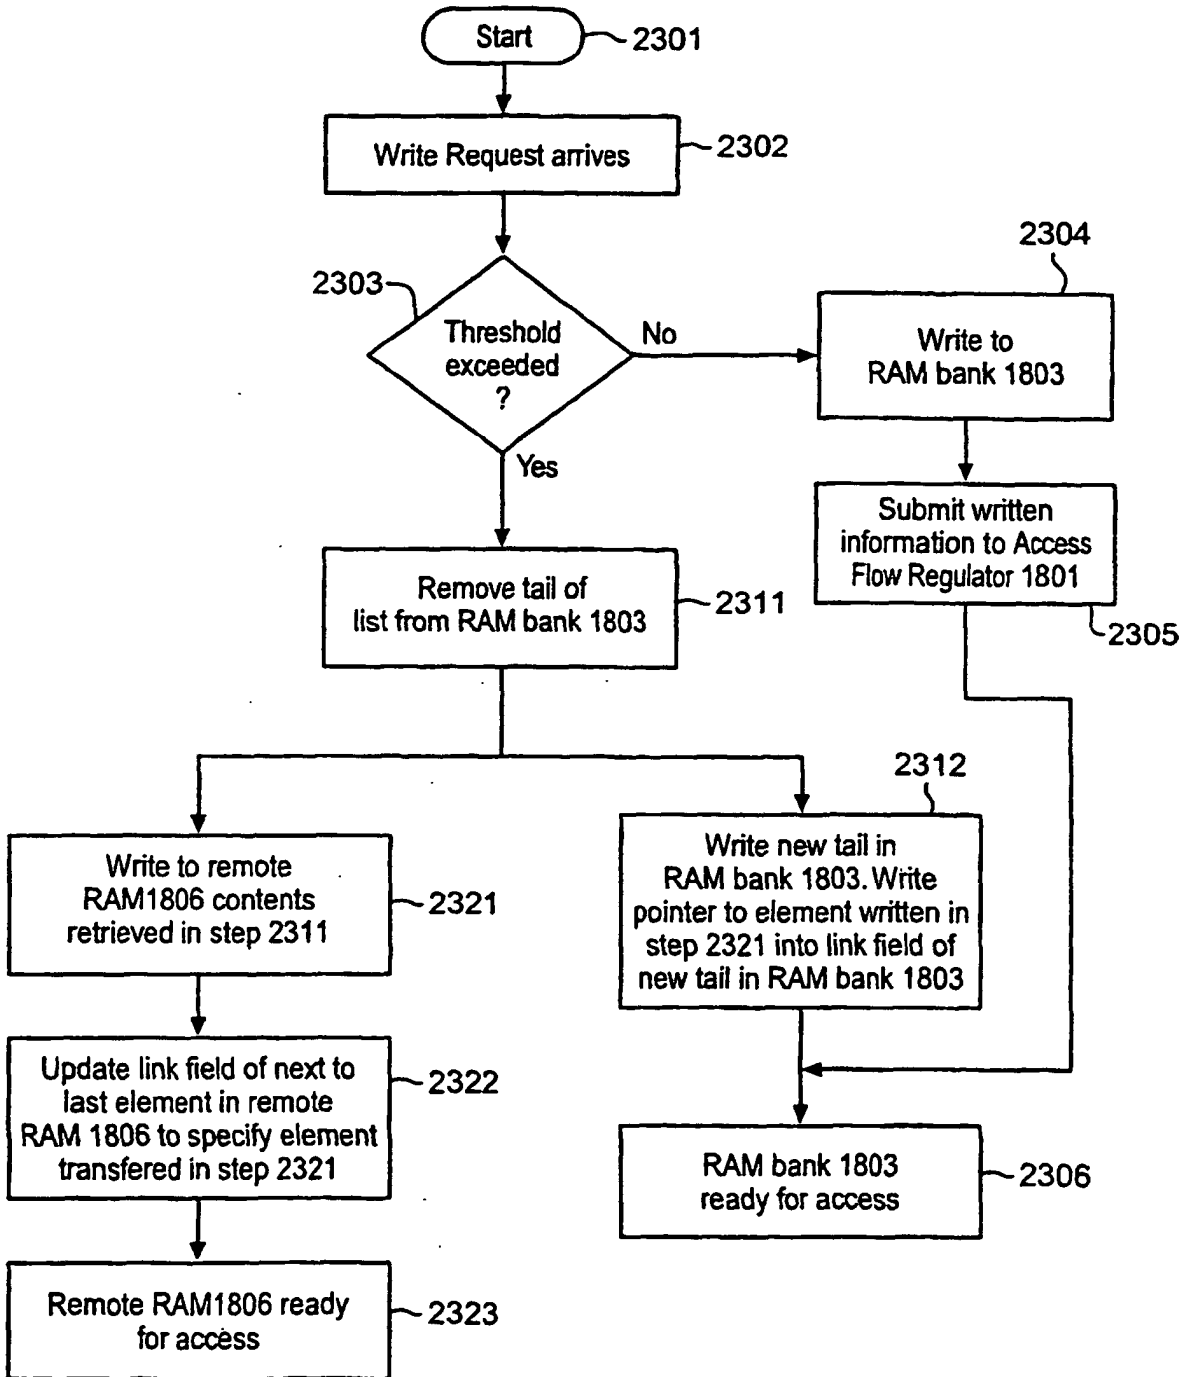 Start
2301
Write Request arrives
2302
2303
Threshold
exceeded
?
No
Yes
2304
Write to
RAM bank 1803
Submit written
information to Access
Flow Regulator 1801
2305
Remove tail of
list from RAM bank 1803
2311
2312
Write to remote
RAM1806 contents
retrieved in step 2311
2321
Write new tail in
RAM bank 1803. Write
pointer to element written in
step 2321 into link field of
new tail in RAM bank 1803
Update link field of next to
last element in remote
RAM 1806 to specify element
transfered in step 2321
2322
RAM bank 1803
ready for access
2306
Remote RAM1806 ready
for access
2323